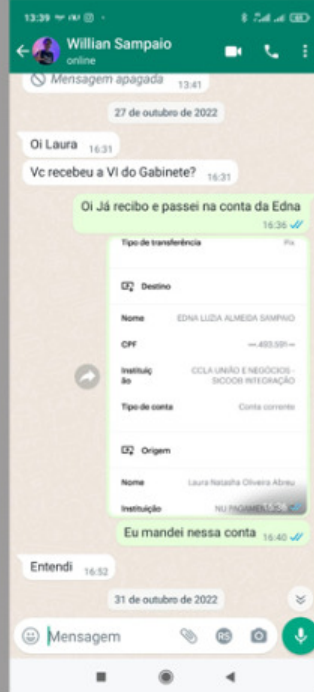 13:39
Willian Sampaio
online
Mensagem apagada 13:41
27 de outubro de 2022
Oi Laura 16:31
Vc recebeu a VI do Gabinete? 16:31
Oi Já recibo e passei na conta da Edna
16:36
Tipo de transferência Pix
Destino
Nome EDNA LUZIA ALMEIDA SAMPAIO
CPF
Instituiç CCLA UNIÃO E NEGÓCIOS -
ão SICOOB INTEGRAÇÃO
Tipo de conta Conta corrente
Origem
Nome Laura Natasha Oliveira Abreu
Instituição NU 16:36
Eu mandei nessa conta 16:40
Entendi 16:52
31 de outubro de 2022
Mensagem